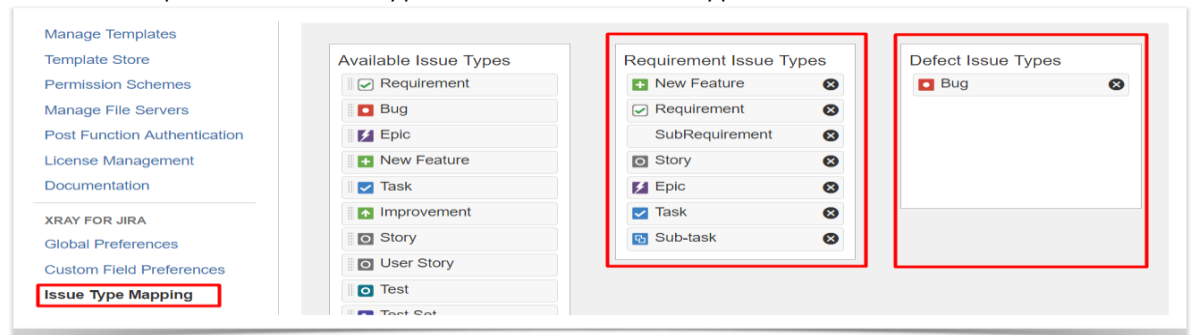 Manage Templates
Template Store
Permission Schemes
Manage File Servers
Post Function Authentication
License Management
Documentation
XRAY FOR JIRA
Global Preferences
Custom Field Preferences
Issue Type Mapping
Available Issue Types
Requirement
Bug
Epic
New Feature
Task
Improvement
Story
User Story
Test
Test Set
Requirement Issue Types
New Feature
Requirement
SubRequirement
Story
Epic
Task
Sub-task
Defect Issue Types
Bug